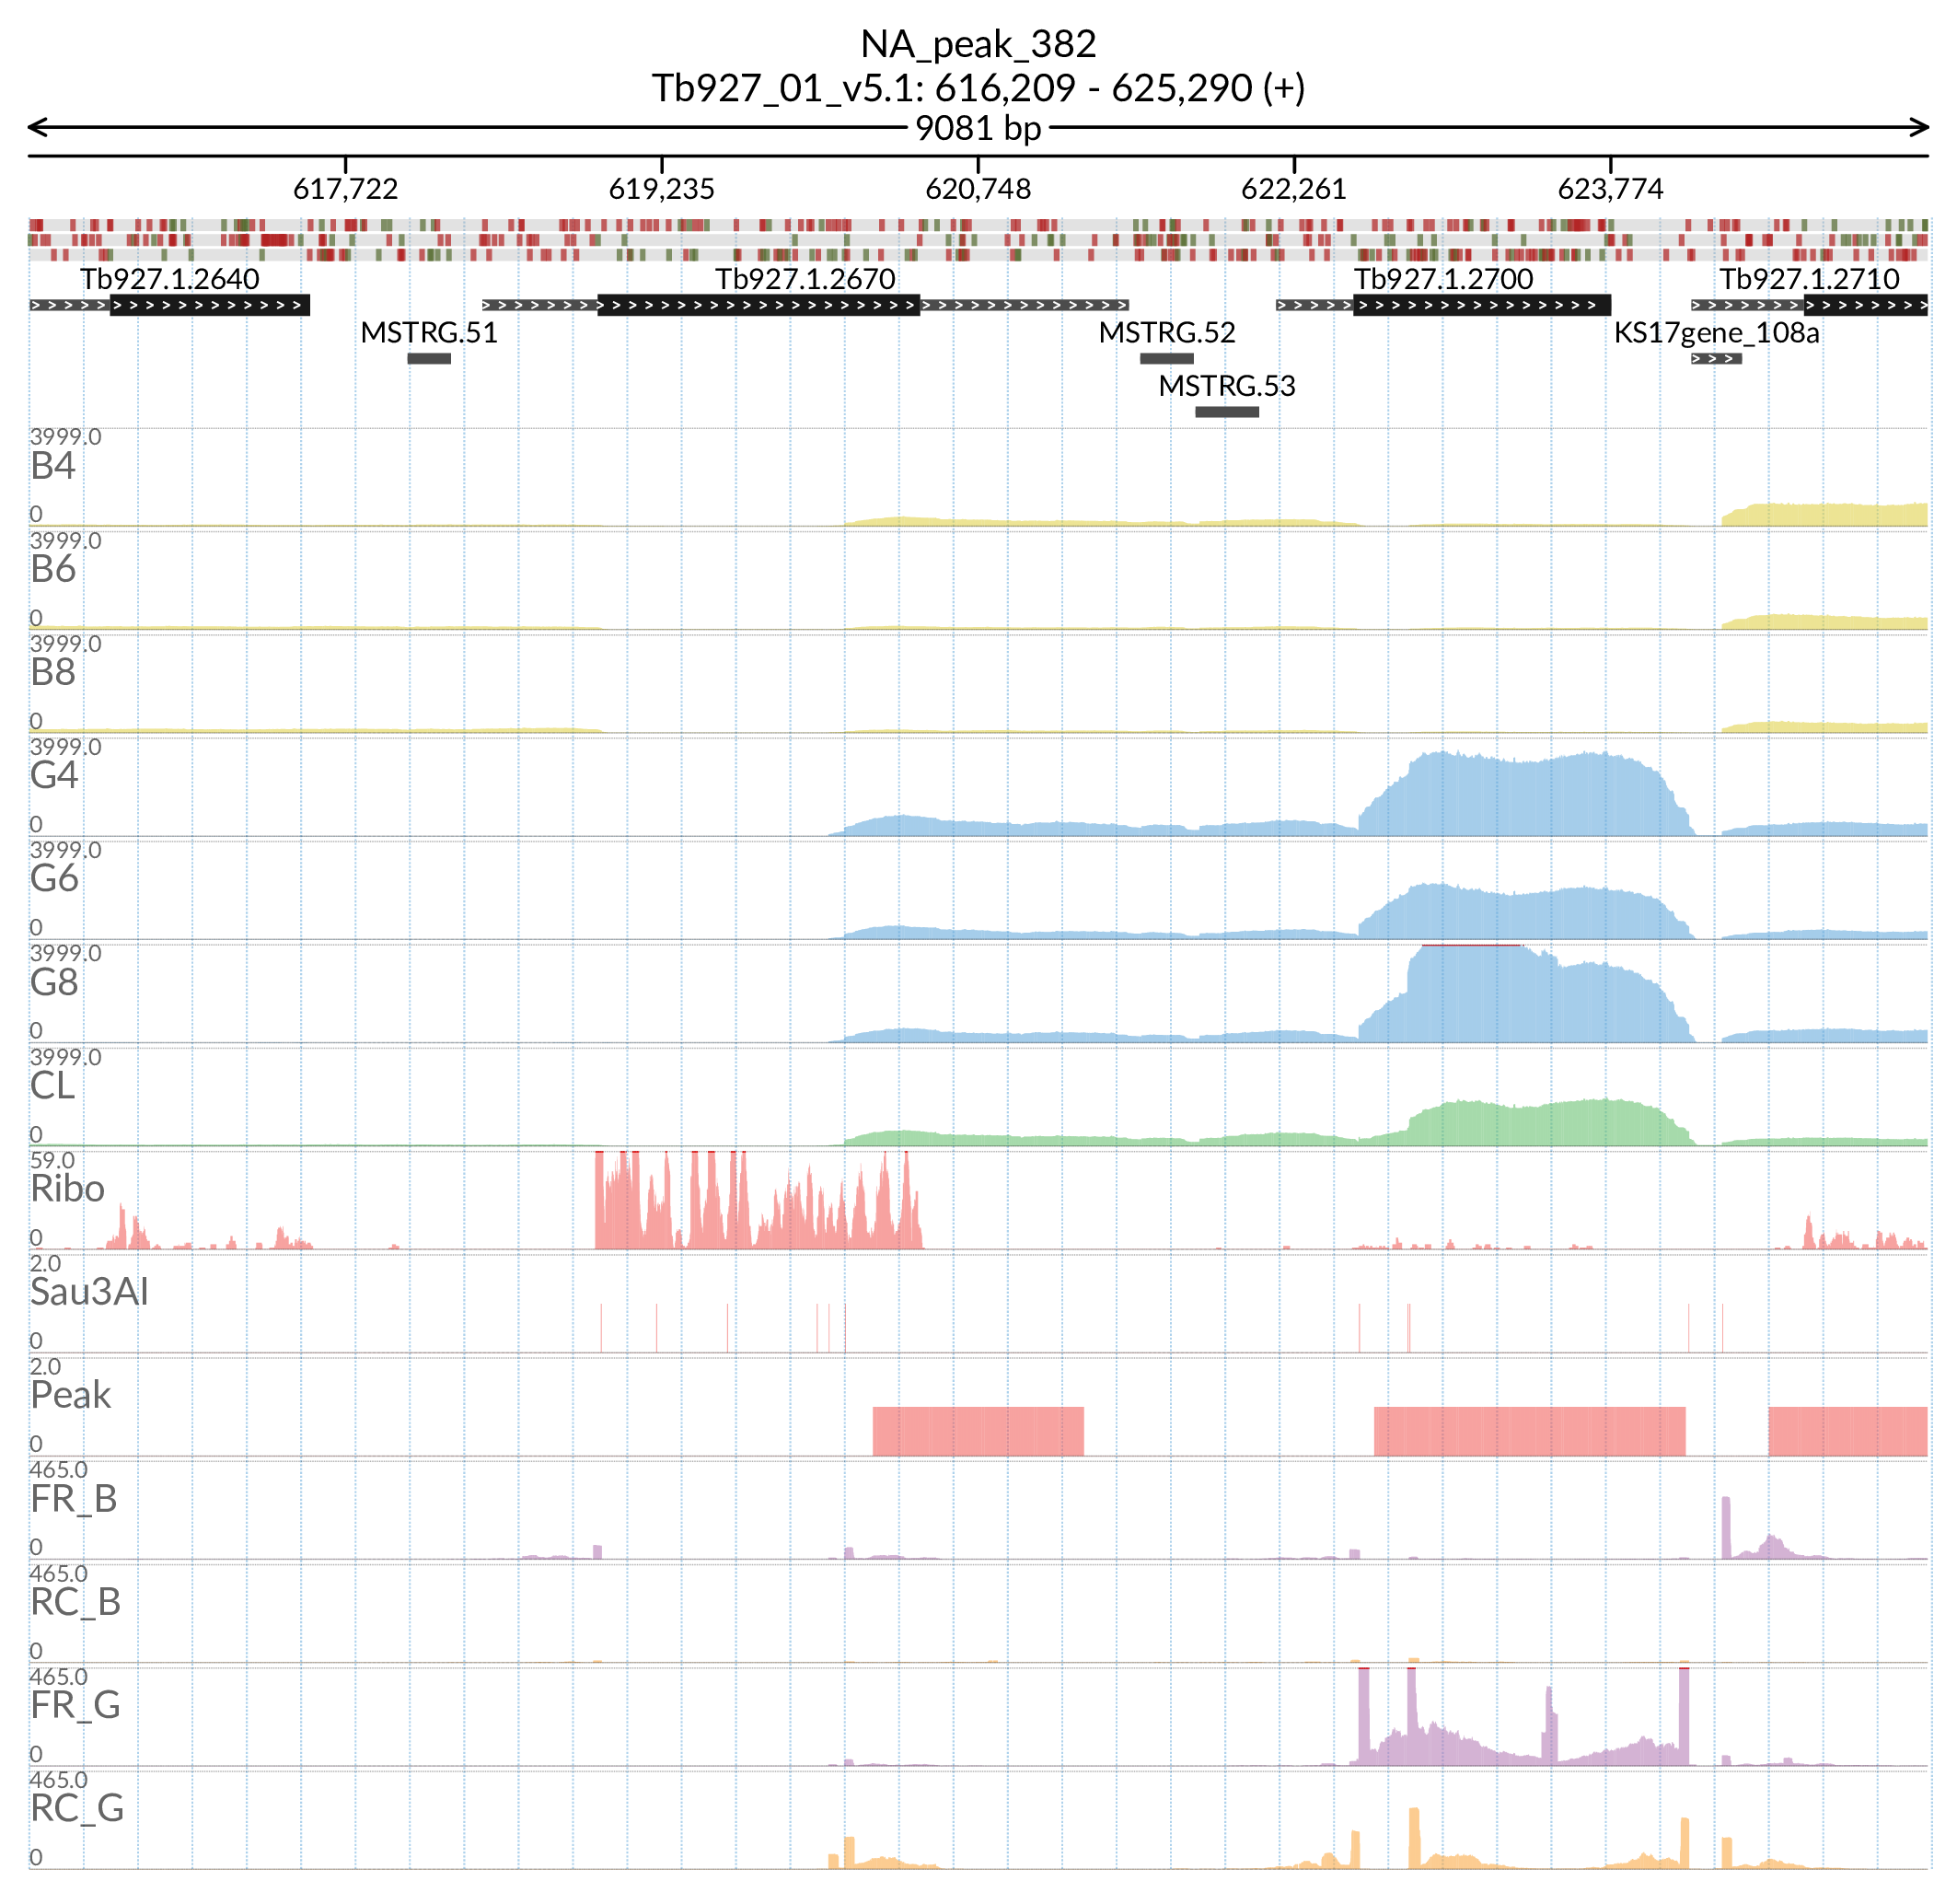 NA_peak_382
Tb927_01_v5.1: 616,209 - 625,290 (+)
9081 bp
617,722 619,235 620,748 622,261 623,774
Tb927.1.2640 Tb927.1.2670 Tb927.1.2700 Tb927.1.2710
MSTRG.51 MSTRG.52 KS17gene_108a
MSTRG.53
3999.0
B4
0
3999.0
B6
0
3999.0
B8
0
3999.0
G4
0
3999.0
G6
0
3999.0
G8
0
3999.0
CL
0
59.0
Ribo
0
2.0
Sau3AI
0
2.0
Peak
0
465.0
FR_B
0
465.0
RC_B
0
465.0
FR_G
0
465.0
RC_G
0